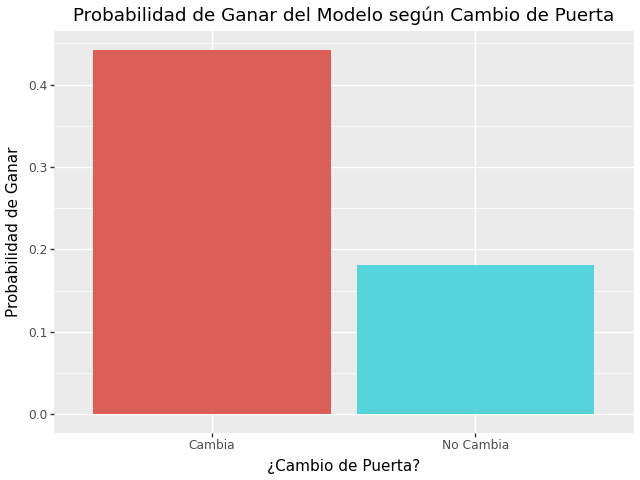 Probabilidad de Ganar del Modelo según Cambio de Puerta
Probabilidad de Ganar
0.4
0.3
0.2
0.1
0.0
Cambia
No Cambia
¿Cambio de Puerta?